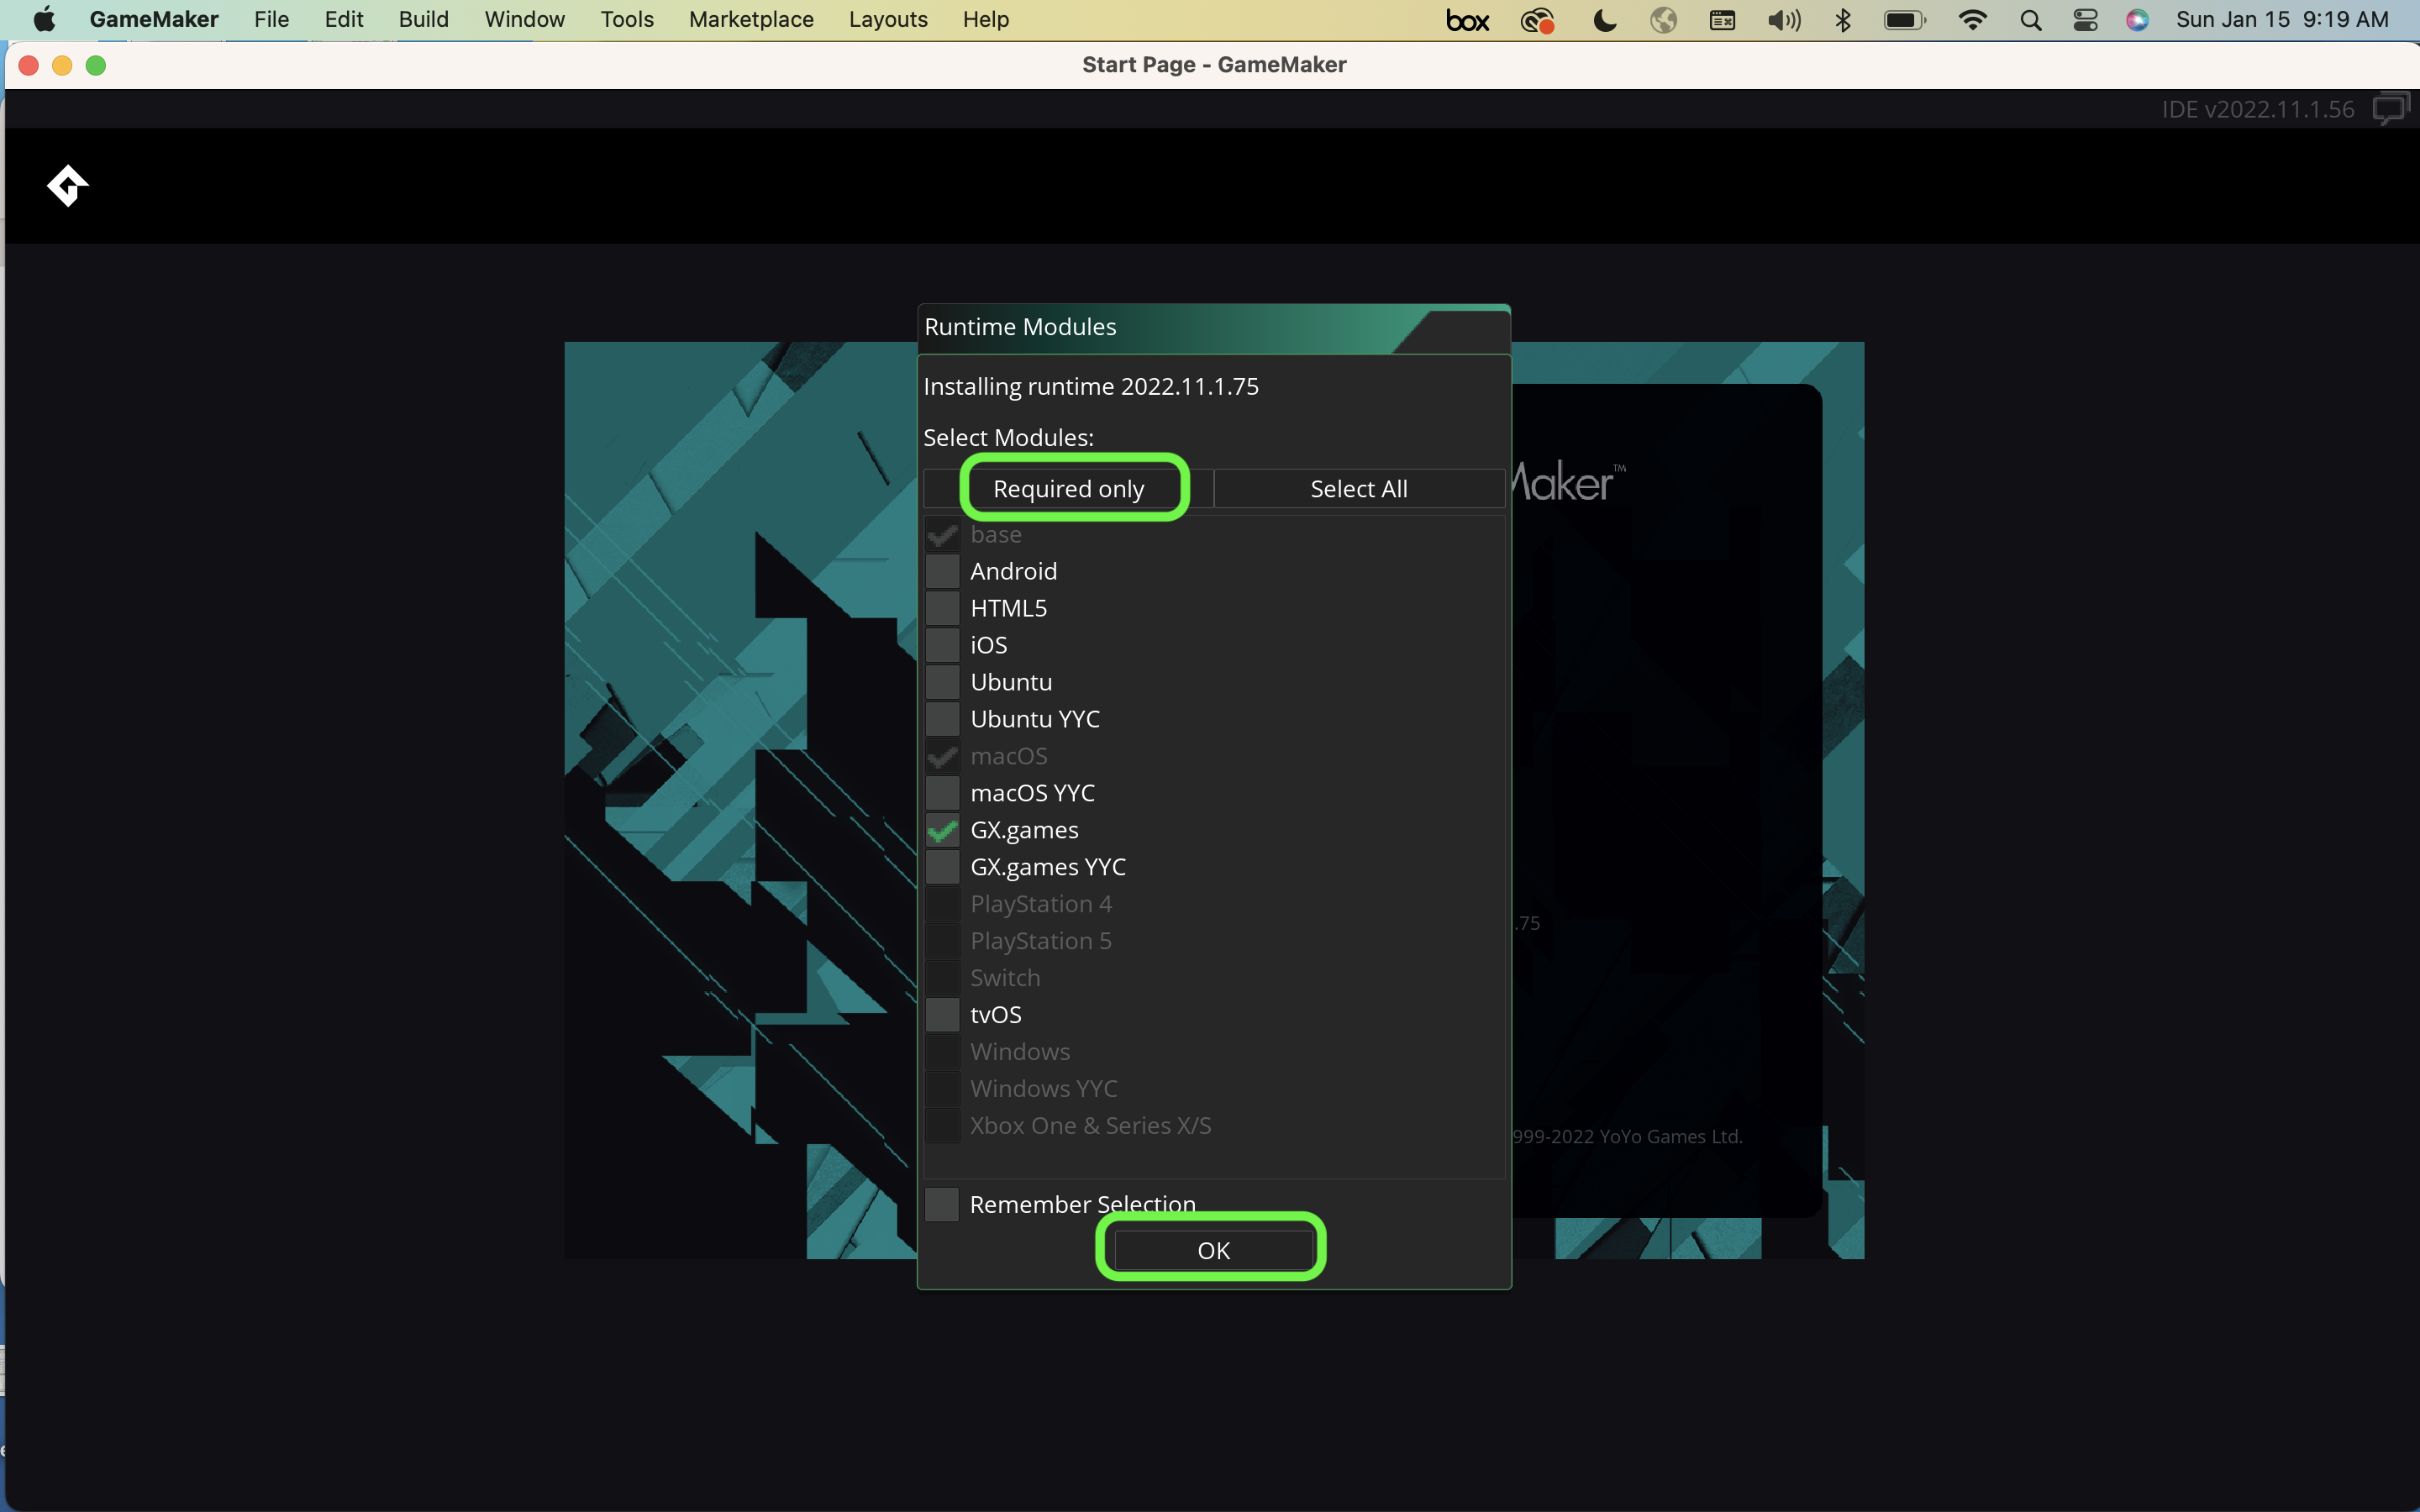 GameMaker File Edit Build Window Tools Marketplace Layouts Help box Sun Jan 15 9:19 AM
Start Page - GameMaker
IDE v2022.11.1.56
Runtime Modules
Installing runtime 2022.11.1.75
Select Modules:
Required only Select All
Maker™
base
Android
HTML5
iOS
Ubuntu
Ubuntu YYC
macOS
macOS YYC
GX.games
GX.games YYC
PlayStation 4
.75
PlayStation 5
Switch
tvOS
Windows
Windows YYC
Xbox One & Series X/S
999-2022 YoYo Games Ltd.
Remember Selection
OK